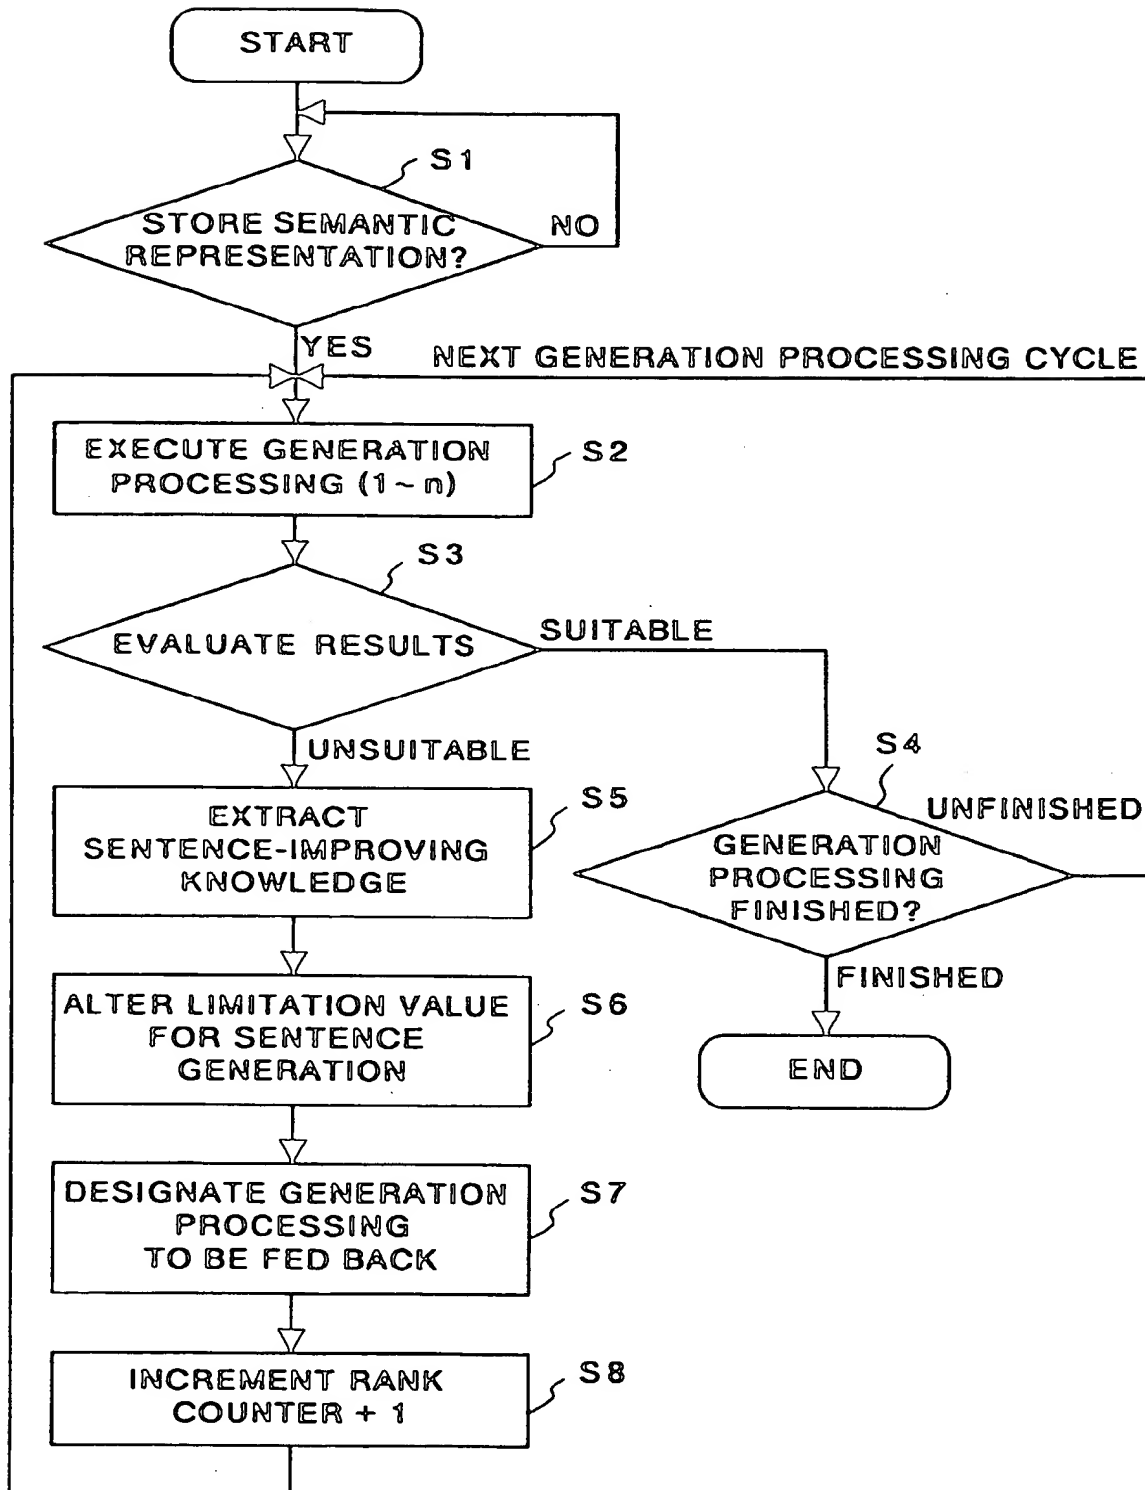 START
S1
STORE SEMANTIC
REPRESENTATION?
NO
YES
NEXT GENERATION PROCESSING CYCLE
EXECUTE GENERATION
PROCESSING (1~n)
S2
S3
EVALUATE RESULTS
SUITABLE
UNSUITABLE
S4
EXTRACT
SENTENCE-IMPROVING
KNOWLEDGE
S5
UNFINISHED
GENERATION
PROCESSING
FINISHED?
FINISHED
ALTER LIMITATION VALUE
FOR SENTENCE
GENERATION
S6
END
DESIGNATE GENERATION
PROCESSING
TO BE FED BACK
S7
INCREMENT RANK
COUNTER + 1
S8